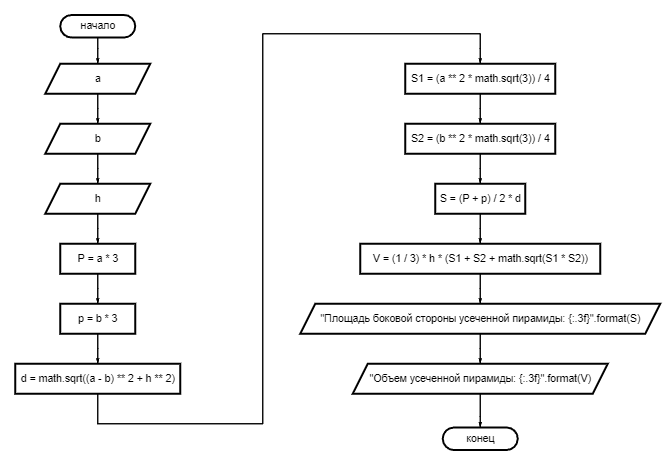 начало
a
b
h
P = a * 3
p = b * 3
d = math.sqrt((a - b) ** 2 + h ** 2)
S1 = (a ** 2 * math.sqrt(3)) / 4
S2 = (b ** 2 * math.sqrt(3)) / 4
S = (P + p) / 2 * d
V = (1 / 3) * h * (S1 + S2 + math.sqrt(S1 * S2))
"Площадь боковой стороны усеченной пирамиды: {:.3f}".format(S)
"Объем усеченной пирамиды: {:.3f}".format(V)
конец